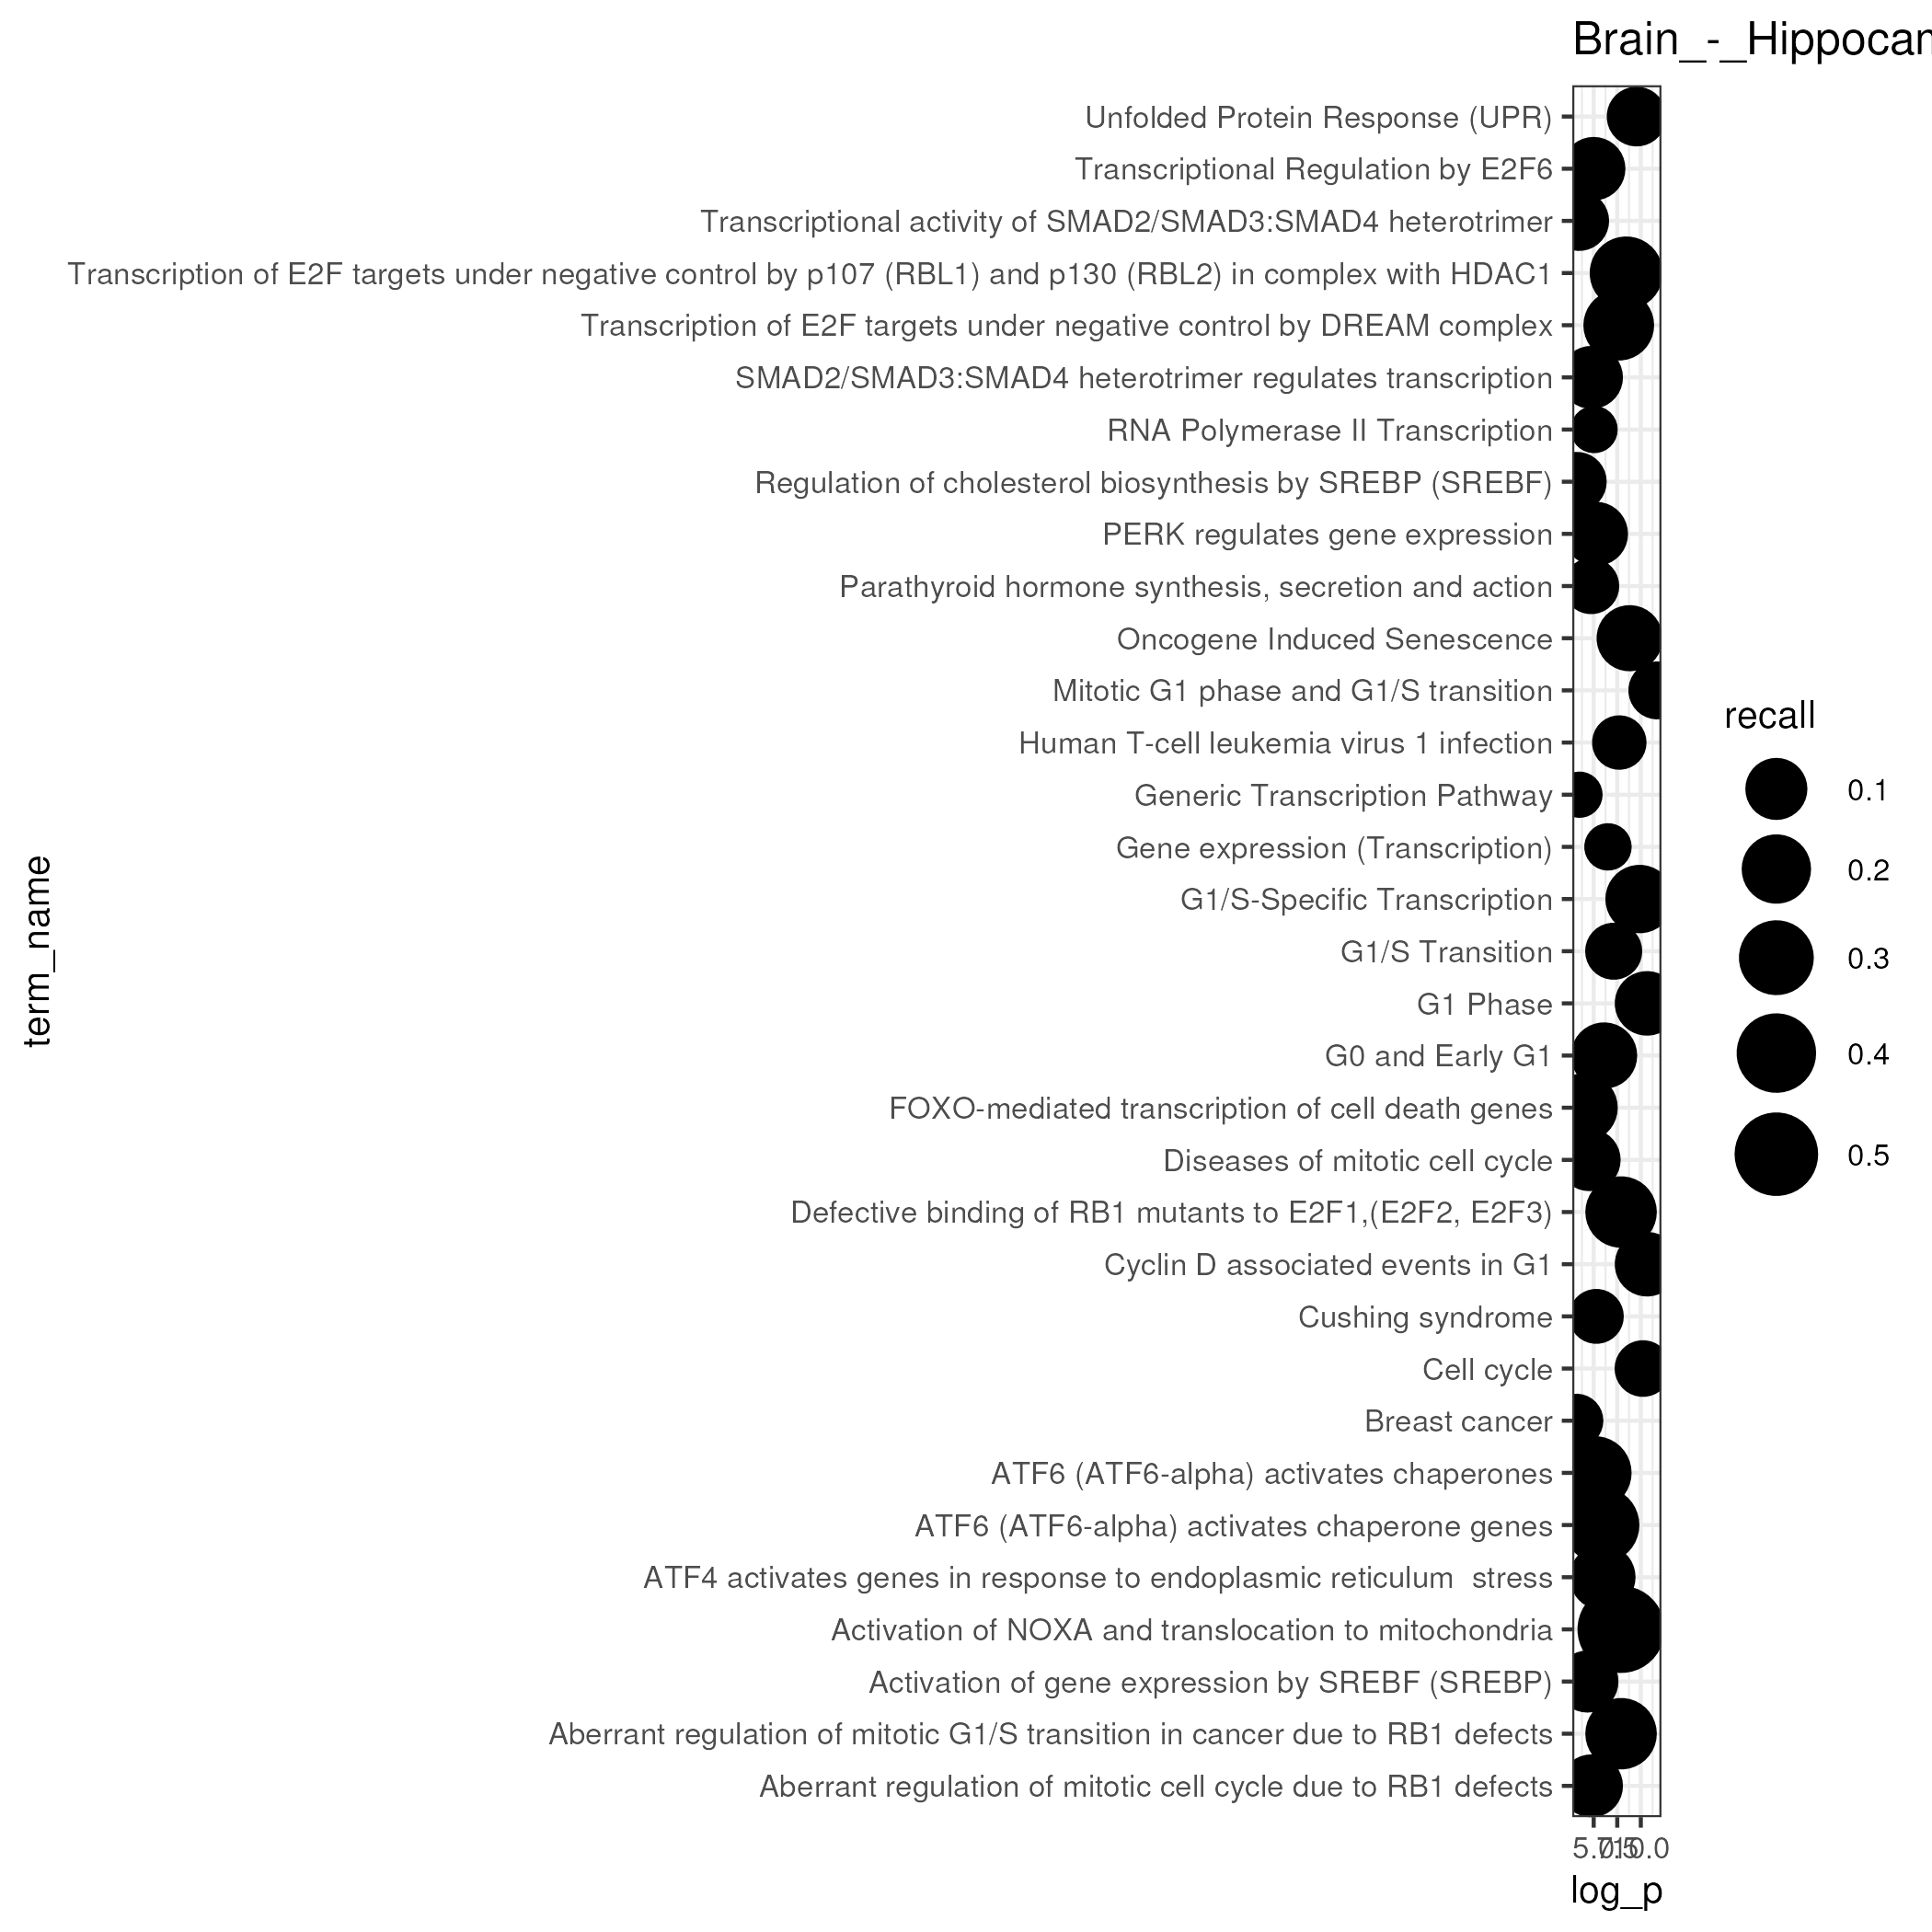 Brain_-_Hippocam
Unfolded Protein Response (UPR)
Transcriptional Regulation by E2F6
Transcriptional activity of SMAD2/SMAD3:SMAD4 heterotrimer
Transcription of E2F targets under negative control by p107 (RBL1) and p130 (RBL2) in complex with HDAC1
Transcription of E2F targets under negative control by DREAM complex
SMAD2/SMAD3:SMAD4 heterotrimer regulates transcription
RNA Polymerase II Transcription
Regulation of cholesterol biosynthesis by SREBP (SREBF)
PERK regulates gene expression
Parathyroid hormone synthesis, secretion and action
Oncogene Induced Senescence
Mitotic G1 phase and G1/S transition
Human T-cell leukemia virus 1 infection
Generic Transcription Pathway
Gene expression (Transcription)
G1/S-Specific Transcription
G1/S Transition
G1 Phase
G0 and Early G1
FOXO-mediated transcription of cell death genes
Diseases of mitotic cell cycle
Defective binding of RB1 mutants to E2F1,(E2F2, E2F3)
Cyclin D associated events in G1
Cushing syndrome
Cell cycle
Breast cancer
ATF6 (ATF6-alpha) activates chaperones
ATF6 (ATF6-alpha) activates chaperone genes
ATF4 activates genes in response to endoplasmic reticulum  stress
Activation of NOXA and translocation to mitochondria
Activation of gene expression by SREBF (SREBP)
Aberrant regulation of mitotic G1/S transition in cancer due to RB1 defects
Aberrant regulation of mitotic cell cycle due to RB1 defects
term_name
5.0 7.5 10.0
log_p
recall
0.1
0.2
0.3
0.4
0.5